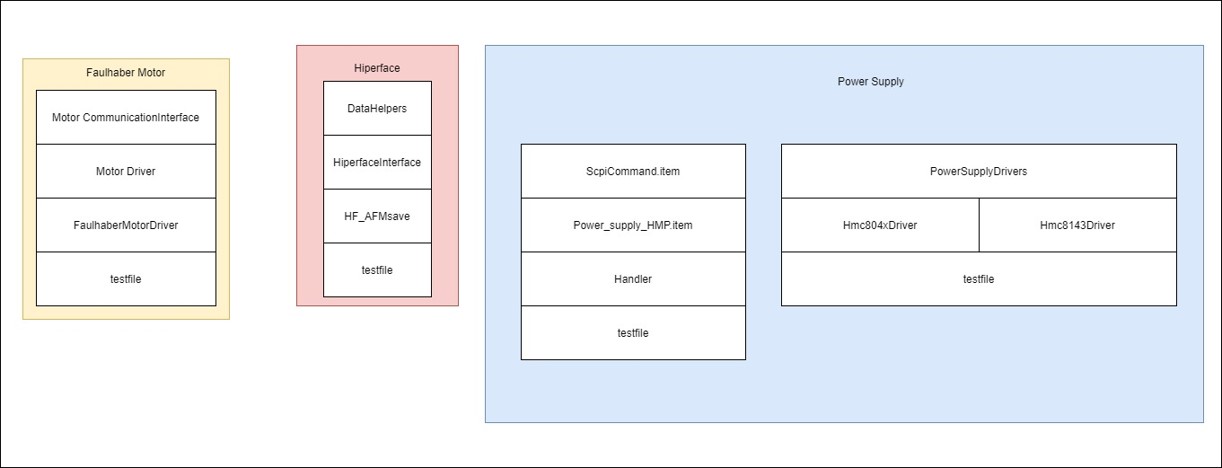 Faulhaber Motor
Motor CommunicationInterface
Motor Driver
FaulhaberMotorDriver
testfile
Hiperface
DataHelpers
HiperfaceInterface
HF_AFMsave
testfile
Power Supply
ScpiCommand.item
Power_supply_HMP.item
Handler
testfile
PowerSupplyDrivers
Hmc804xDriver
Hmc8143Driver
testfile